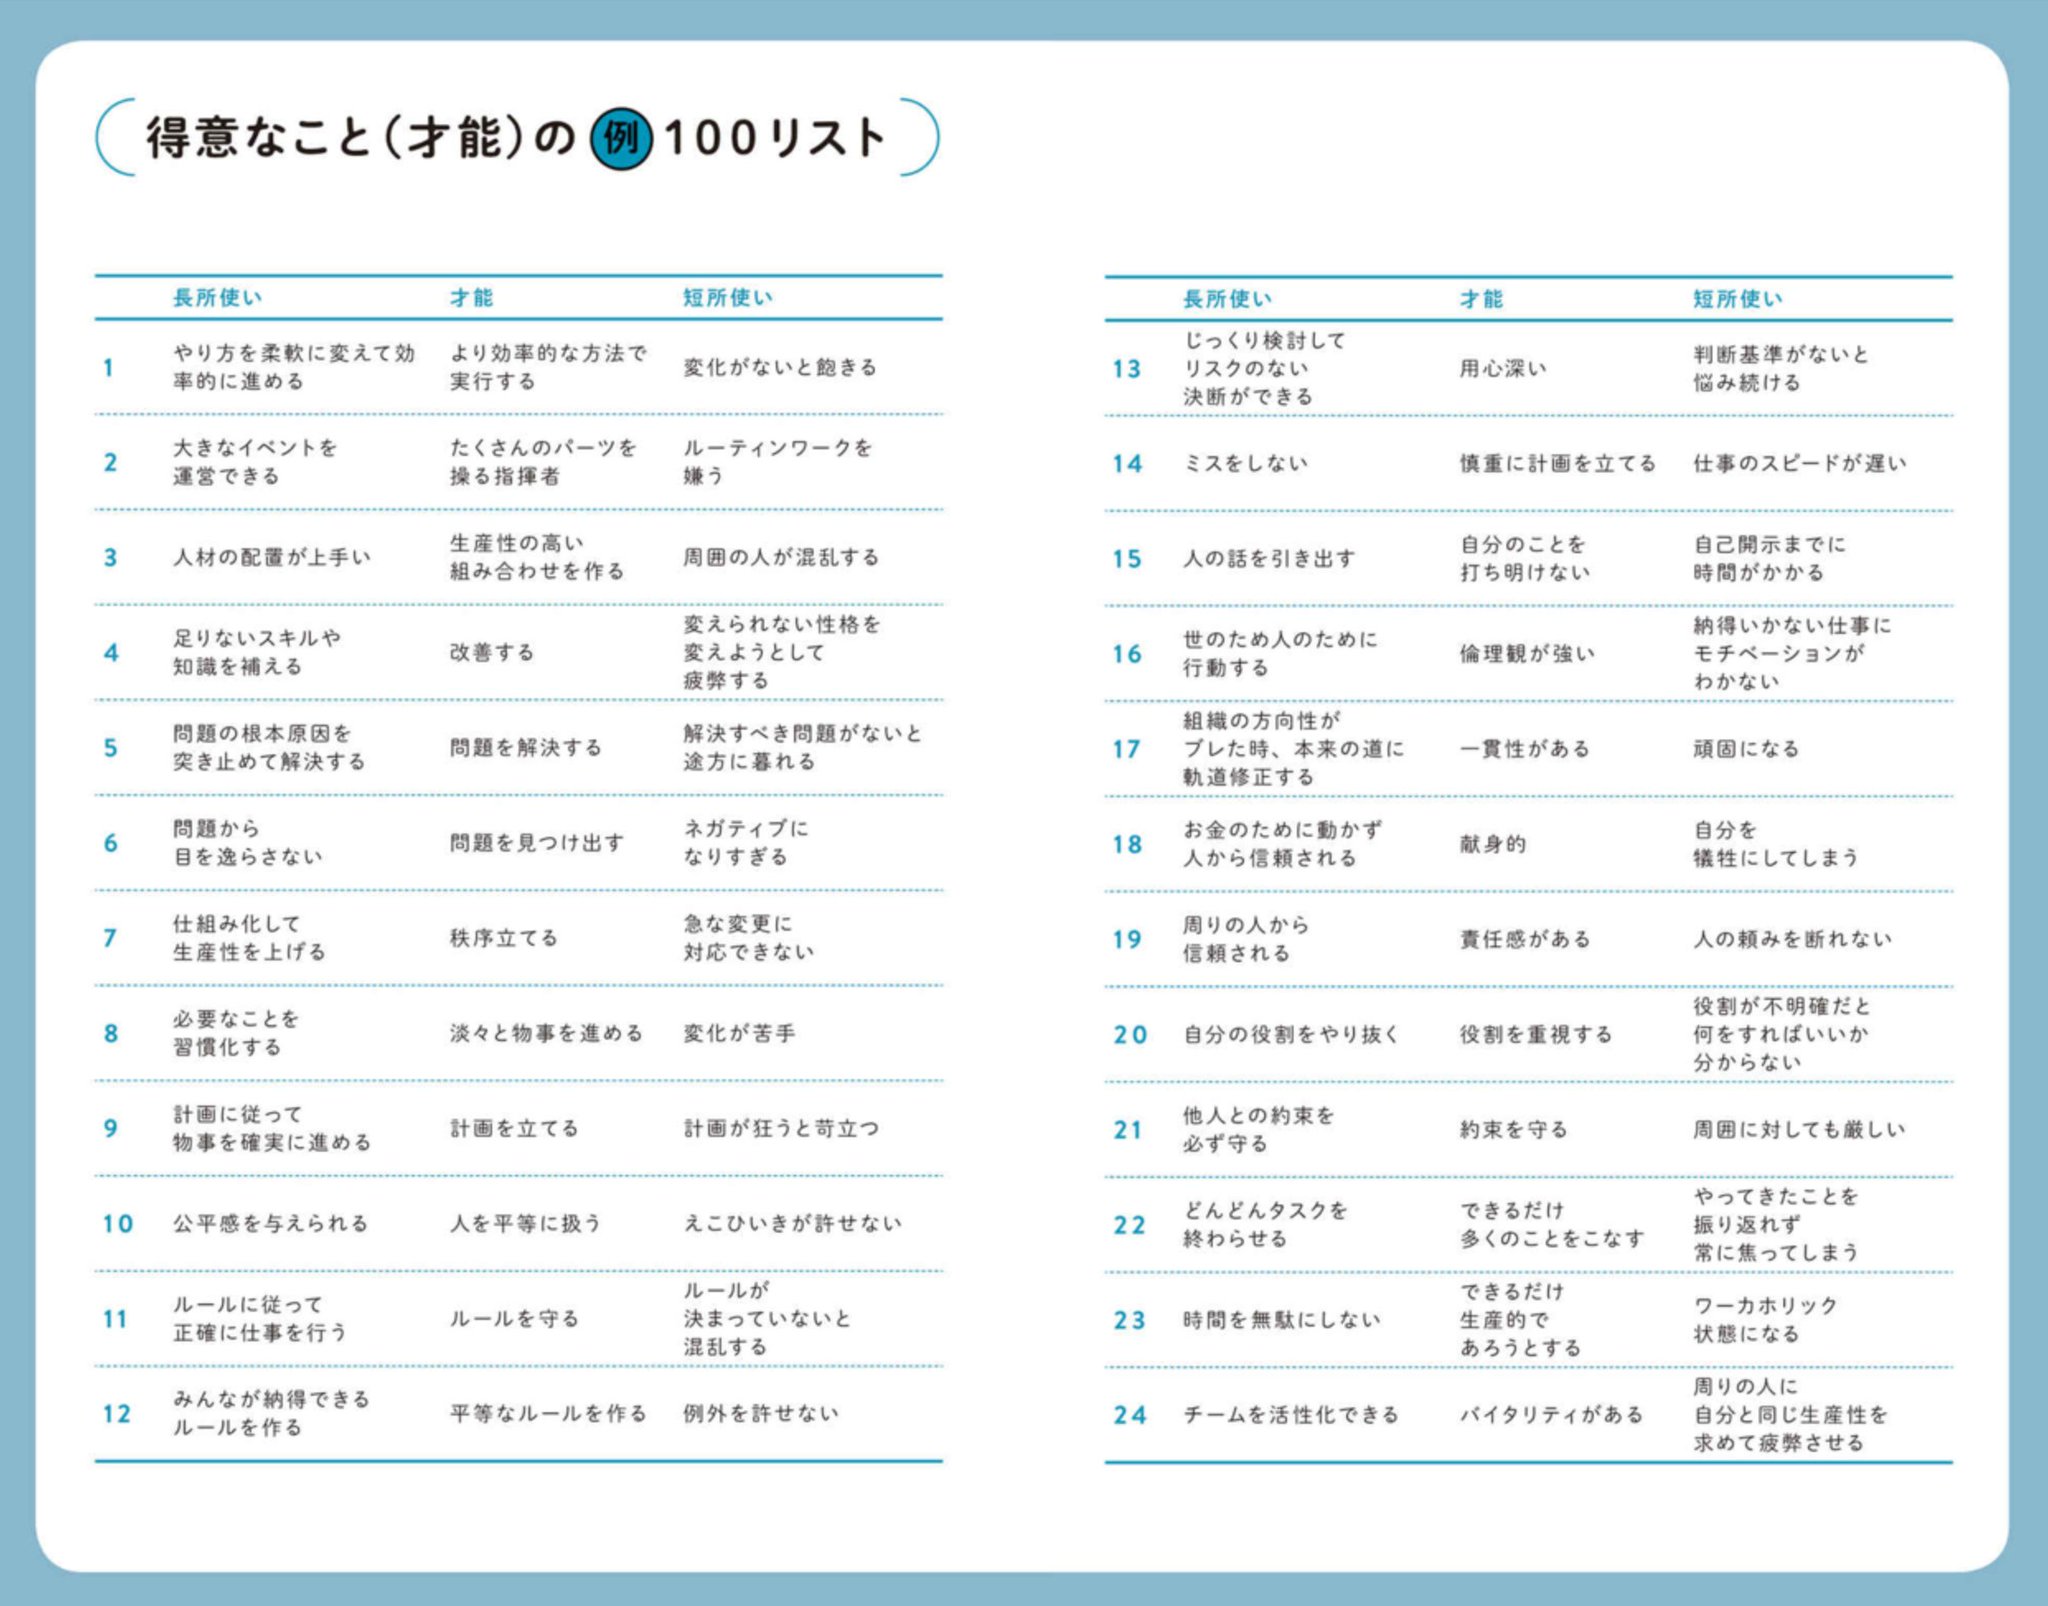 得意なこと（才能）の例100リスト
長所使い 才能 短所使い
1 やり方を柔軟に変えて効 より効率的な方法で 変化がないと飽きる
率的に進める 実行する
2 大きなイベントを たくさんのパーツを ルーティンワークを
運営できる 操る指揮者 嫌う
3 人材の配置が上手い 生産性の高い 周囲の人が混乱する
組み合わせを作る
4 足りないスキルや 改善する 変えられない性格を
知識を補える 変えようとして
疲弊する
5 問題の根本原因を 問題を解決する 解決すべき問題がないと
突き止めて解決する 途方に暮れる
6 問題から 問題を見つけ出す ネガティブに
目を逸らさない なりすぎる
7 仕組み化して 秩序立てる 急な変更に
生産性を上げる 対応できない
8 必要なことを 淡々と物事を進める 変化が苦手
習慣化する
9 計画に従って 計画を立てる 計画が狂うと苛立つ
物事を確実に進める
10 公平感を与えられる 人を平等に扱う えこひいきが許せない
11 ルールに従って ルールを守る ルールが
正確に仕事を行う 決まっていないと
混乱する
12 みんなが納得できる 平等なルールを作る 例外を許せない
ルールを作る
長所使い 才能 短所使い
13 じっくり検討して 用心深い 判断基準がないと
リスクのない 悩み続ける
決断ができる
14 ミスをしない 慎重に計画を立てる 仕事のスピードが遅い
15 人の話を引き出す 自分のことを 自己開示までに
打ち明けない 時間がかかる
16 世のため人のために 倫理観が強い 納得いかない仕事に
行動する モチベーションが
わかない
17 組織の方向性が 一貫性がある 頑固になる
ブレた時、本来の道に
軌道修正する
18 お金のために動かず 献身的 自分を
人から信頼される 犠牲にしてしまう
19 周りの人から 責任感がある 人の頼みを断れない
信頼される
20 自分の役割をやり抜く 役割を重視する 役割が不明確だと
何をすればいいか
分からない
21 他人との約束を 約束を守る 周囲に対しても厳しい
必ず守る
22 どんどんタスクを できるだけ やってきたことを
終わらせる 多くのことをこなす 振り返れず
常に焦ってしまう
23 時間を無駄にしない できるだけ ワーカホリック
生産的で 状態になる
あろうとする
24 チームを活性化できる バイタリティがある 周りの人に
自分と同じ生産性を
求めて疲弊させる